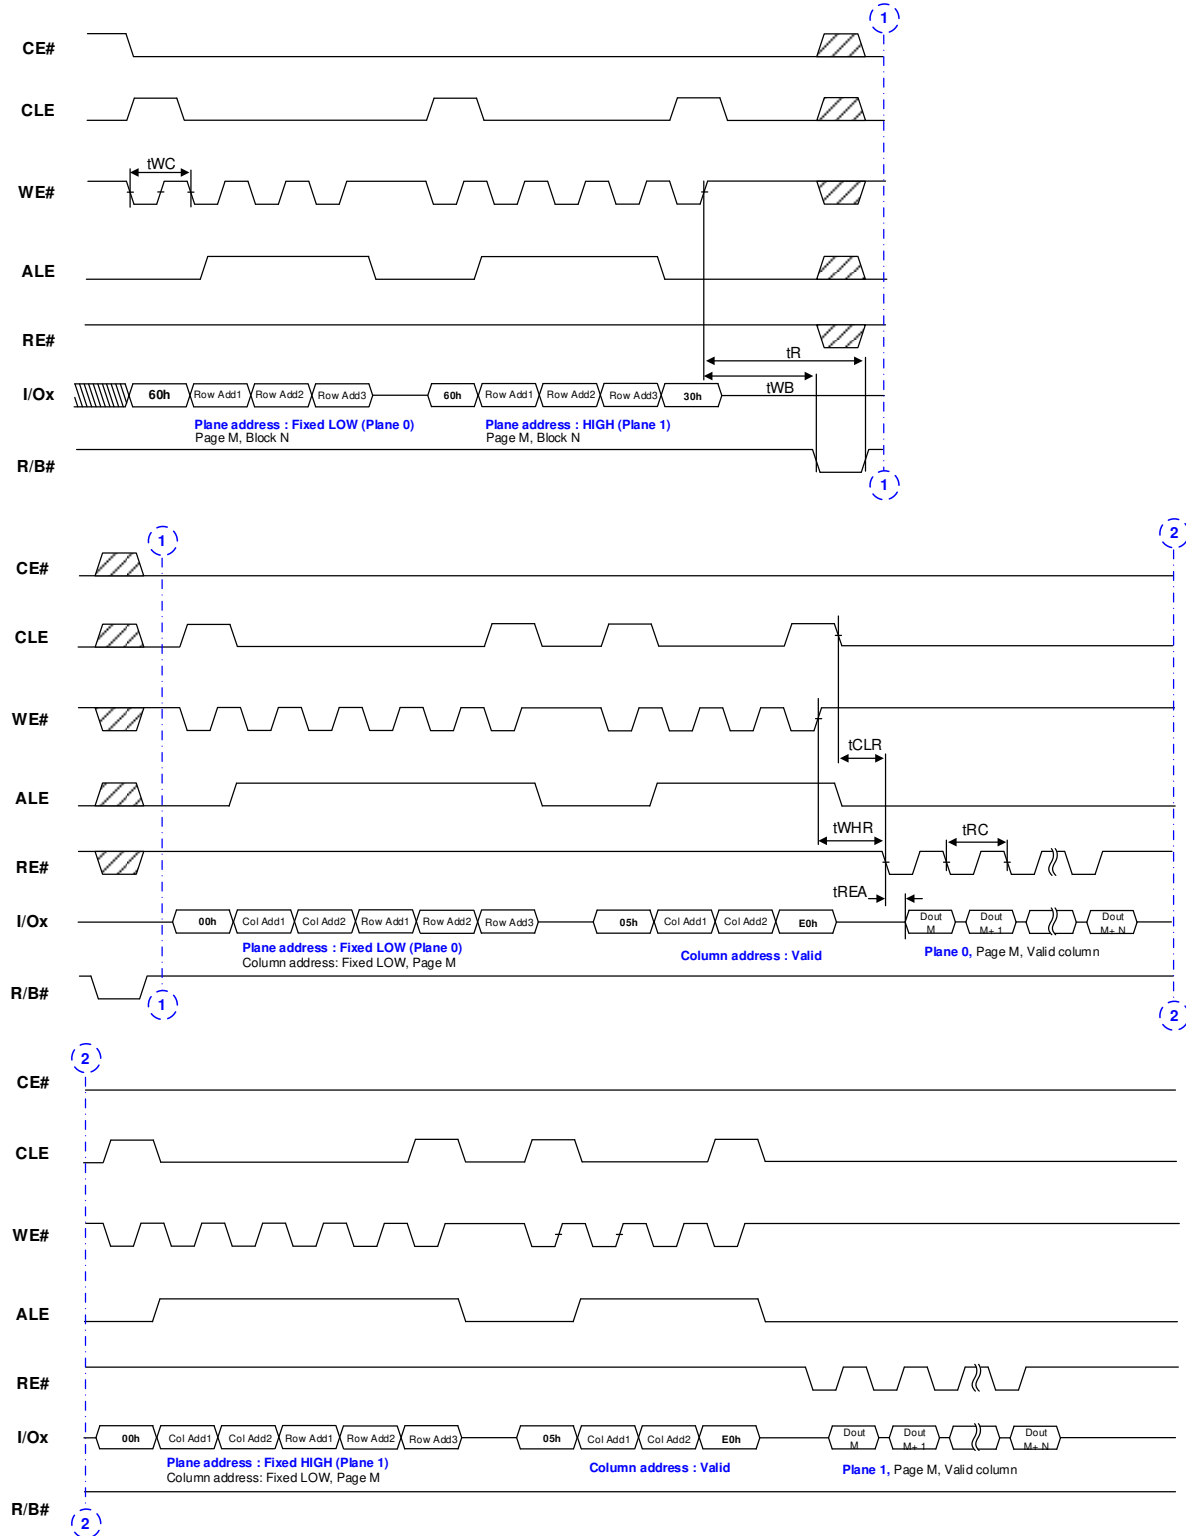 1
CE#
CLE
tWC
WE#
ALE
RE#
tR
tWB
I/Ox 60h Row Add1 Row Add2 Row Add3 60h Row Add1 Row Add2 Row Add3 30h
Plane address : Fixed LOW (Plane 0) Plane address : HIGH (Plane 1)
Page M, Block N Page M, Block N
R/B#
1
1 2
CE#
CLE
WE#
tCLR
ALE
tWHR tRC
RE#
tREA
I/Ox 00h Col Add1 Col Add2 Row Add1 Row Add2 Row Add3 05h Col Add1 Col Add2 E0h Dout M Dout M+ 1 Dout M+ N
Plane address : Fixed LOW (Plane 0) Column address : Valid Plane 0, Page M, Valid column
Column address: Fixed LOW, Page M
R/B#
1 2
2
CE#
CLE
WE#
ALE
RE#
I/Ox 00h Col Add1 Col Add2 Row Add1 Row Add2 Row Add3 05h Col Add1 Col Add2 E0h Dout M Dout M+ 1 Dout M+ N
Plane address : Fixed HIGH (Plane 1) Column address : Valid Plane 1, Page M, Valid column
Column address: Fixed LOW, Page M
R/B#
2